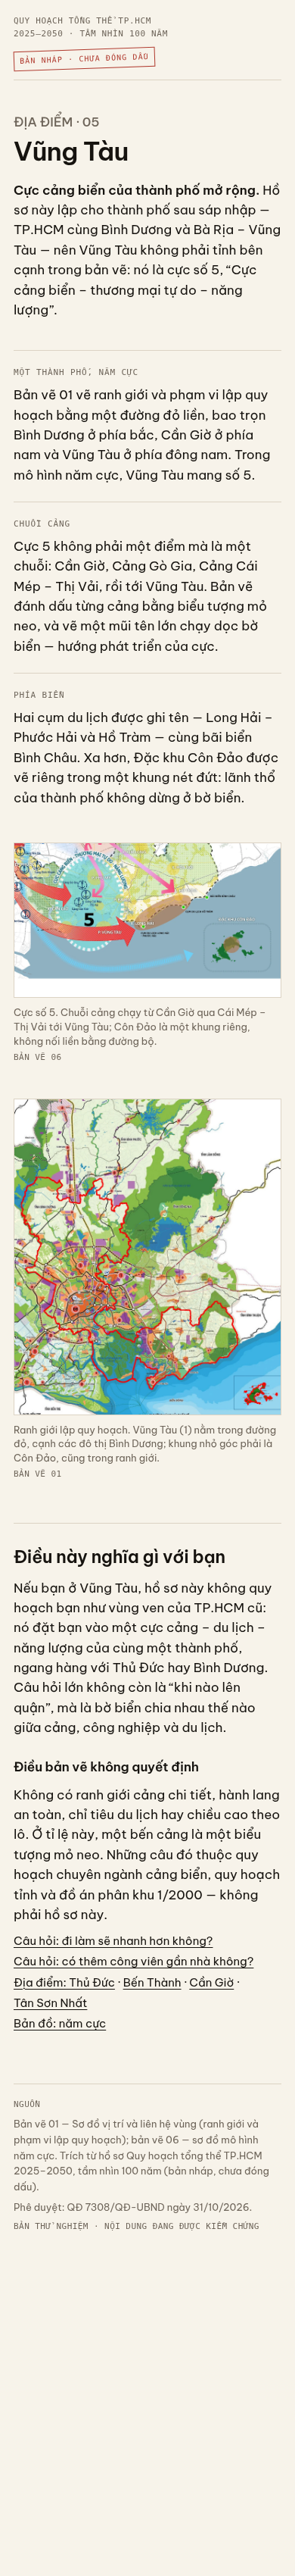 QUY HOẠCH TỔNG THỂ TP.HCM
2025–2050 · TẦM NHÌN 100 NĂM
BẢN NHÁP · CHƯA ĐÓNG DẤU
ĐỊA ĐIỂM · 05
Vũng Tàu
Cực cảng biển của thành phố mở rộng. Hồ
sơ này lập cho thành phố sau sáp nhập —
TP.HCM cùng Bình Dương và Bà Rịa – Vũng
Tàu — nên Vũng Tàu không phải tỉnh bên
cạnh trong bản vẽ: nó là cực số 5, “Cực
cảng biển – thương mại tự do – năng
lượng”.
MỘT THÀNH PHỐ, NĂM CỰC
Bản vẽ 01 vẽ ranh giới và phạm vi lập quy
hoạch bằng một đường đỏ liền, bao trọn
Bình Dương ở phía bắc, Cần Giờ ở phía
nam và Vũng Tàu ở phía đông nam. Trong
mô hình năm cực, Vũng Tàu mang số 5.
CHUỖI CẢNG
Cực 5 không phải một điểm mà là một
chuỗi: Cần Giờ, Cảng Gò Gia, Cảng Cái
Mép – Thị Vải, rồi tới Vũng Tàu. Bản vẽ
đánh dấu từng cảng bằng biểu tượng mỏ
neo, và vẽ một mũi tên lớn chạy dọc bờ
biển — hướng phát triển của cực.
PHÍA BIỂN
Hai cụm du lịch được ghi tên — Long Hải –
Phước Hải và Hồ Tràm — cùng bãi biển
Bình Châu. Xa hơn, Đặc khu Côn Đảo được
vẽ riêng trong một khung nét đứt: lãnh thổ
của thành phố không dừng ở bờ biển.
5
Cực số 5. Chuỗi cảng chạy từ Cần Giờ qua Cái Mép –
Thị Vải tới Vũng Tàu; Côn Đảo là một khung riêng,
không nối liền bằng đường bộ.
BẢN VẼ 06
Ranh giới lập quy hoạch. Vũng Tàu (1) nằm trong đường
đỏ, cạnh các đô thị Bình Dương; khung nhỏ góc phải là
Côn Đảo, cũng trong ranh giới.
BẢN VẼ 01
Điều này nghĩa gì với bạn
Nếu bạn ở Vũng Tàu, hồ sơ này không quy
hoạch bạn như vùng ven của TP.HCM cũ:
nó đặt bạn vào một cực cảng – du lịch –
năng lượng của cùng một thành phố,
ngang hàng với Thủ Đức hay Bình Dương.
Câu hỏi lớn không còn là “khi nào lên
quận”, mà là bờ biển chia nhau thế nào
giữa cảng, công nghiệp và du lịch.
Điều bản vẽ không quyết định
Không có ranh giới cảng chi tiết, hành lang
an toàn, chỉ tiêu du lịch hay chiều cao theo
lô. Ở tỉ lệ này, một bến cảng là một biểu
tượng mỏ neo. Những câu đó thuộc quy
hoạch chuyên ngành cảng biển, quy hoạch
tỉnh và đồ án phân khu 1/2000 — không
phải hồ sơ này.
Câu hỏi: đi làm sẽ nhanh hơn không?
Câu hỏi: có thêm công viên gần nhà không?
Địa điểm: Thủ Đức · Bến Thành · Cần Giờ ·
Tân Sơn Nhất
Bản đồ: năm cực
NGUỒN
Bản vẽ 01 — Sơ đồ vị trí và liên hệ vùng (ranh giới và
phạm vi lập quy hoạch); bản vẽ 06 — sơ đồ mô hình
năm cực. Trích từ hồ sơ Quy hoạch tổng thể TP.HCM
2025–2050, tầm nhìn 100 năm (bản nháp, chưa đóng
dấu).
Phê duyệt: QĐ 7308/QĐ-UBND ngày 31/10/2026.
BẢN THỬ NGHIỆM · NỘI DUNG ĐANG ĐƯỢC KIỂM CHỨNG